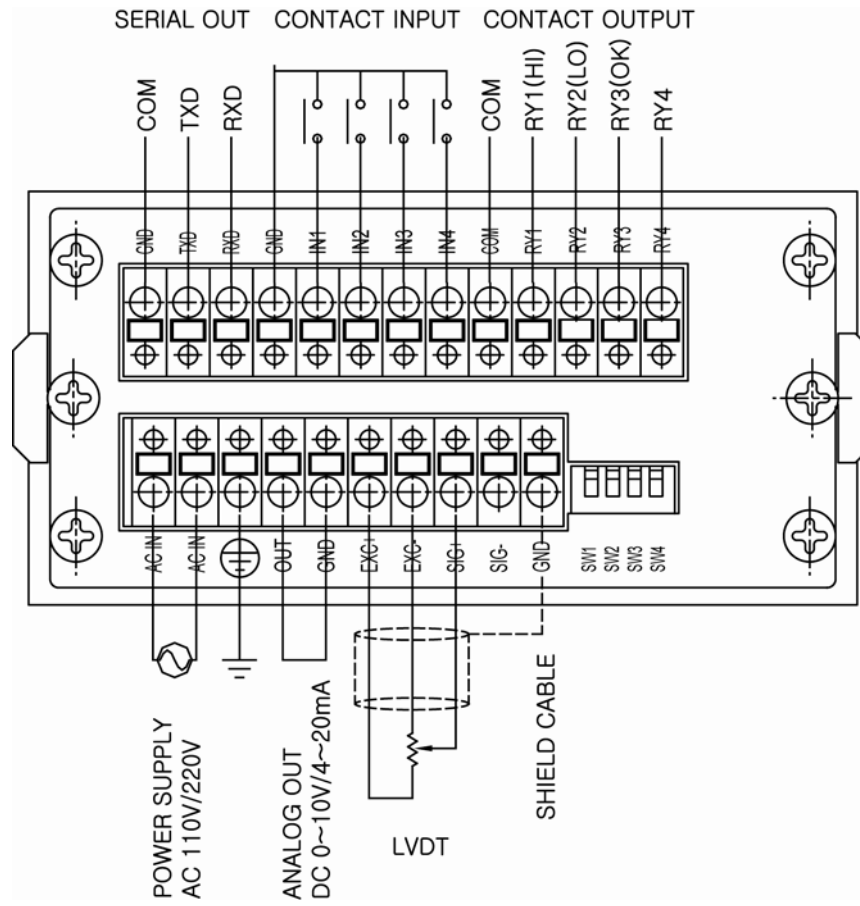 SERIAL OUT CONTACT INPUT CONTACT OUTPUT
COM
TXD
RXD
COM
RY1(HI)
RY2(LO)
RY3(OK)
RY4
GND
TXD
RXD
GND
IN1
IN2
IN3
IN4
COM
RY1
RY2
RY3
RY4
AC IN
AC IN
OUT
GND
EXC+
EXC-
SIG+
SIG-
GND
SW1
SW2
SW3
SW4
POWER SUPPLY
AC 110V/220V
ANALOG OUT
DC 0~10V/4~20mA
LVDT
SHIELD CABLE